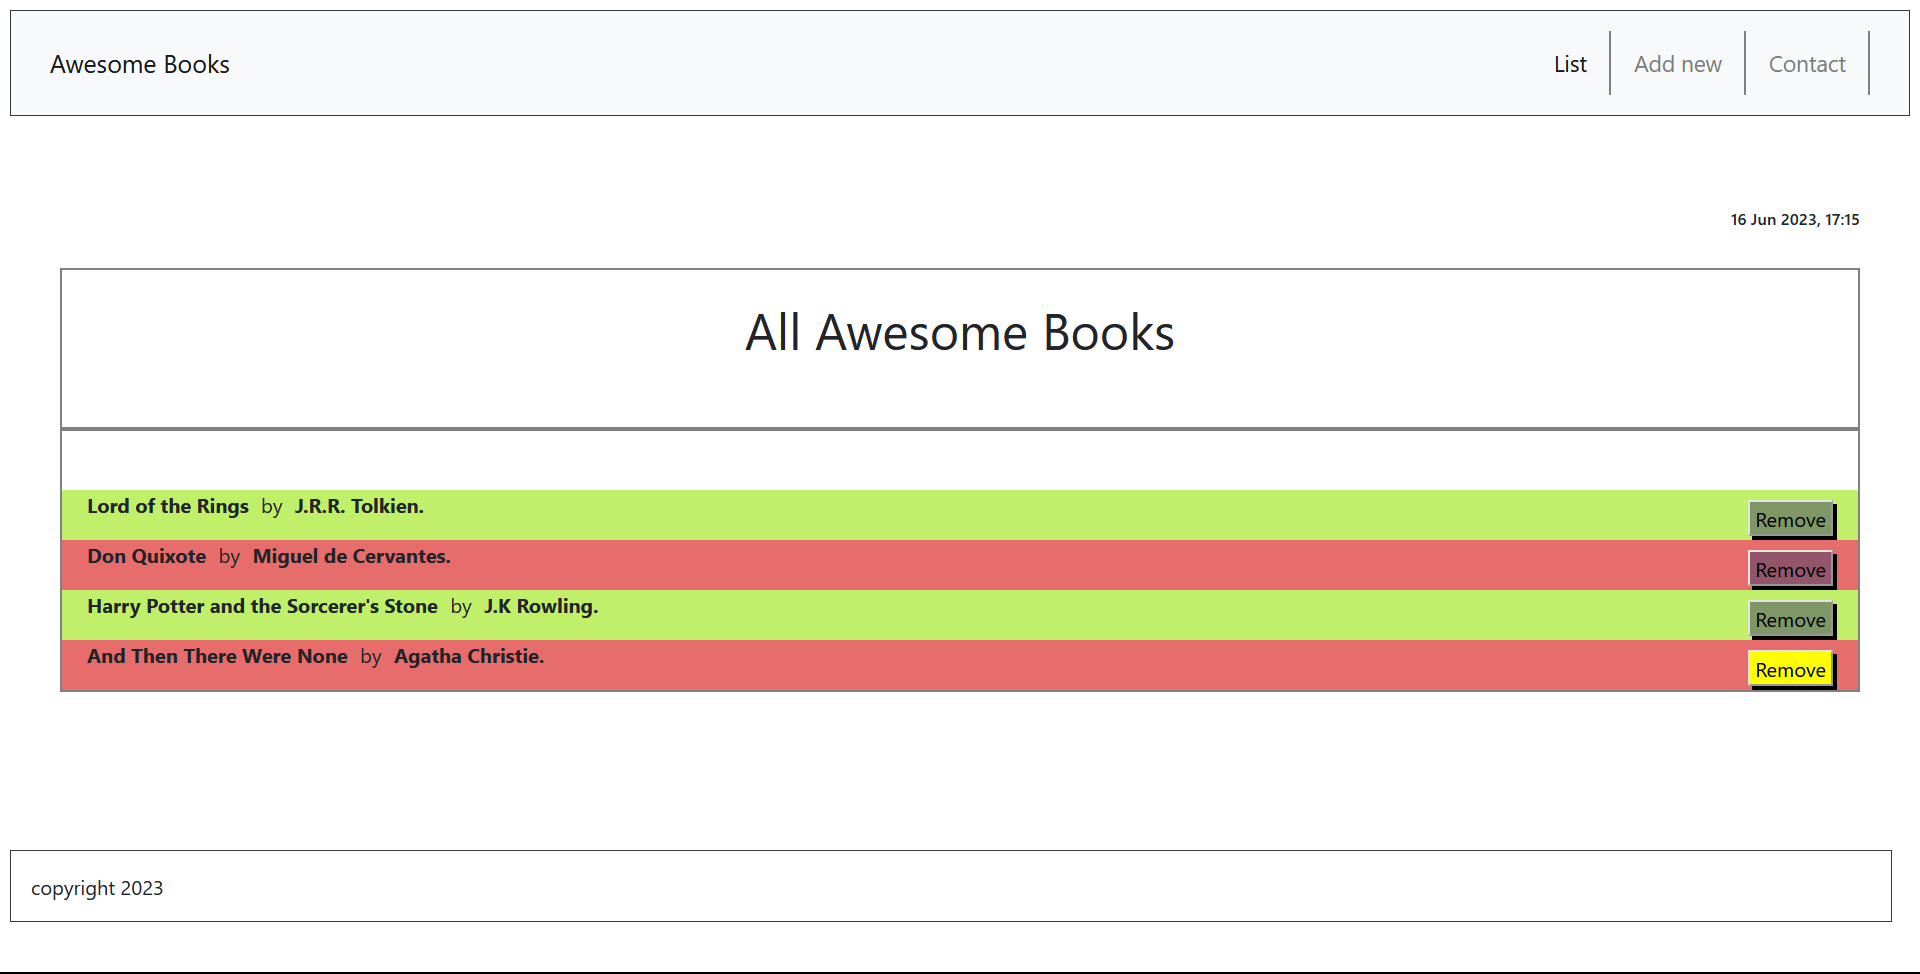 Awesome Books List Add new Contact
16 Jun 2023, 17:15
All Awesome Books
Lord of the Rings by J.R.R. Tolkien. Remove
Don Quixote by Miguel de Cervantes. Remove
Harry Potter and the Sorcerer's Stone by J.K Rowling. Remove
And Then There Were None by Agatha Christie. Remove
copyright 2023